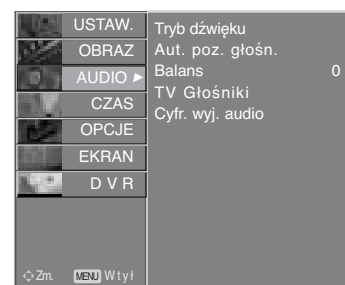 USTAW.
OBRAZ
AUDIO
CZAS
OPCJE
EKRAN
D V R
Zm. MENU Wtył
Tryb dźwięku
Aut. poz. głośn.
Balans 0
TV Głośniki
Cyfr. wyj. audio